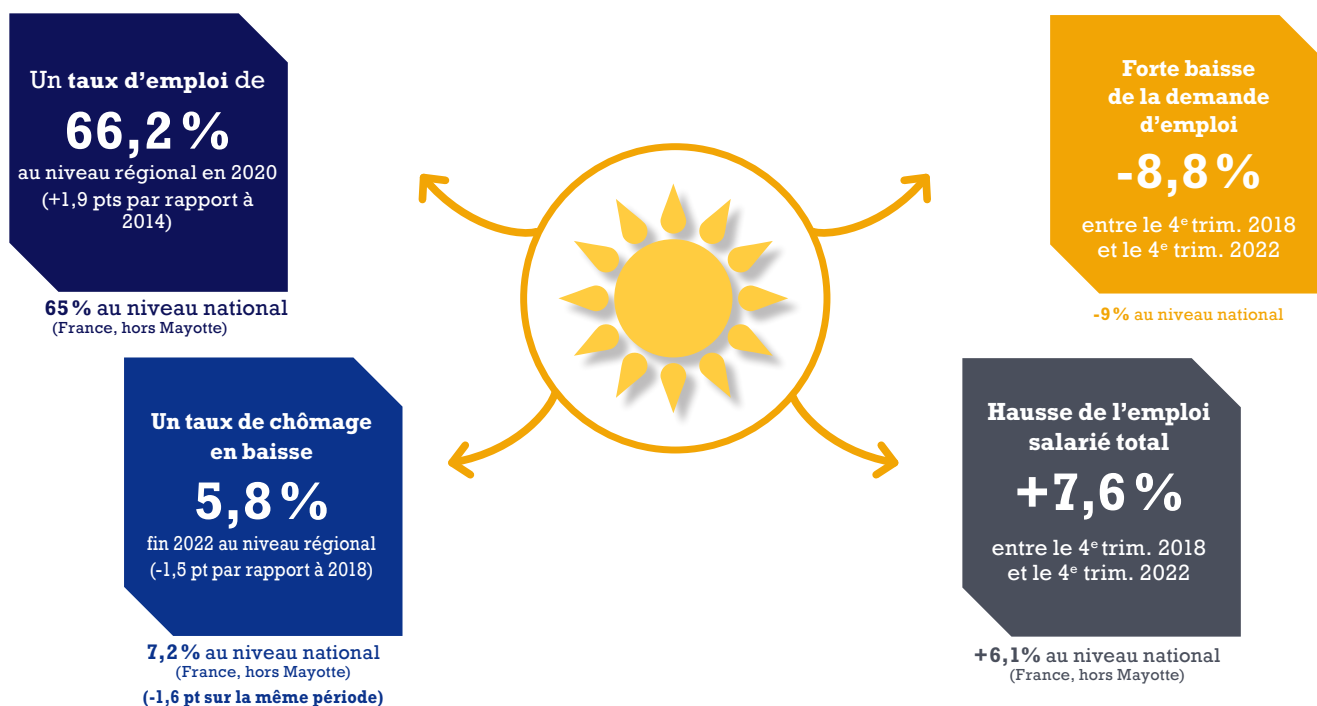 Un taux d'emploi de
66,2 %
au niveau régional en 2020
(+1,9 pts par rapport à
2014)
65 % au niveau national
(France, hors Mayotte)
Forte baisse
de la demande
d'emploi
-8,8 %
entre le 4e trim. 2018
et le 4e trim. 2022
-9 % au niveau national
Un taux de chômage
en baisse
5,8 %
fin 2022 au niveau régional
(-1,5 pt par rapport à 2018)
7,2 % au niveau national
(France, hors Mayotte)
(-1,6 pt sur la même période)
Hausse de l'emploi
salarié total
+7,6 %
entre le 4e trim. 2018
et le 4e trim. 2022
+6,1% au niveau national
(France, hors Mayotte)